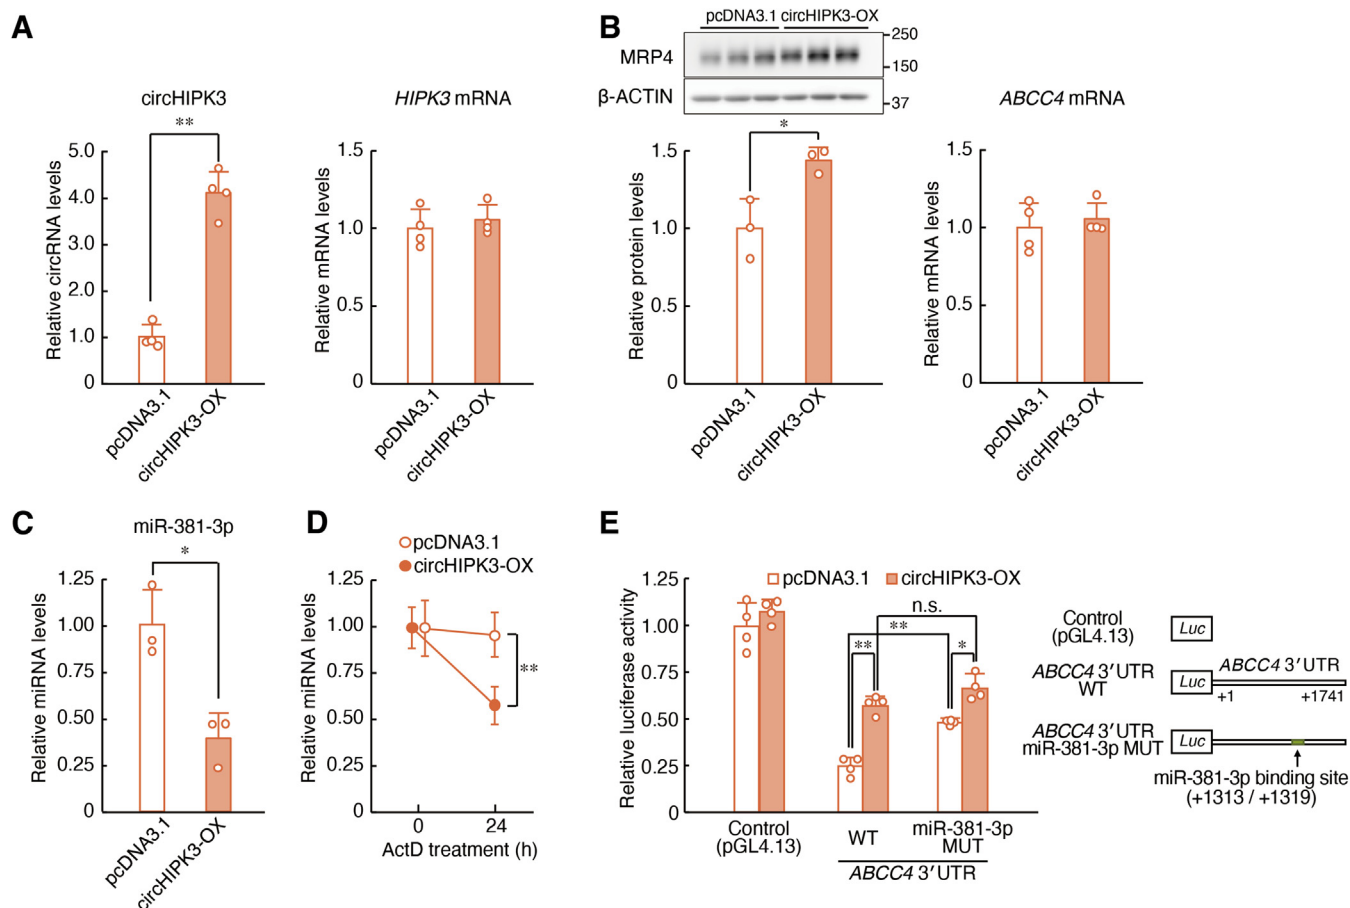 A
circHIPK3
**
Relative circRNA levels
5.0
4.0
3.0
2.0
1.0
0
pcDNA3.1
circHIPK3-OX
HIPK3 mRNA
Relative mRNA levels
1.5
1.0
0.5
0
pcDNA3.1
circHIPK3-OX
B
pcDNA3.1 circHIPK3-OX
MRP4
250
150
β-ACTIN
37
*
Relative protein levels
1.5
1.0
0.5
0
pcDNA3.1
circHIPK3-OX
ABCC4 mRNA
Relative mRNA levels
1.5
1.0
0.5
0
pcDNA3.1
circHIPK3-OX
C
miR-381-3p
*
Relative miRNA levels
1.25
1.00
0.75
0.50
0.25
0
pcDNA3.1
circHIPK3-OX
D
pcDNA3.1
circHIPK3-OX
Relative miRNA levels
1.25
1.00
0.75
0.50
0.25
0
**
0 24
ActD treatment (h)
E
pcDNA3.1 circHIPK3-OX
Relative luciferase activity
1.25
1.00
0.75
0.50
0.25
0
n.s.
**
**
*
Control
(pGL4.13)
WT
miR-381-3p
MUT
ABCC4 3′UTR
Control
(pGL4.13)
Luc
ABCC4 3′UTR
WT
Luc
ABCC4 3′UTR
+1 +1741
ABCC4 3′UTR
miR-381-3p MUT
Luc
miR-381-3p binding site
(+1313 / +1319)